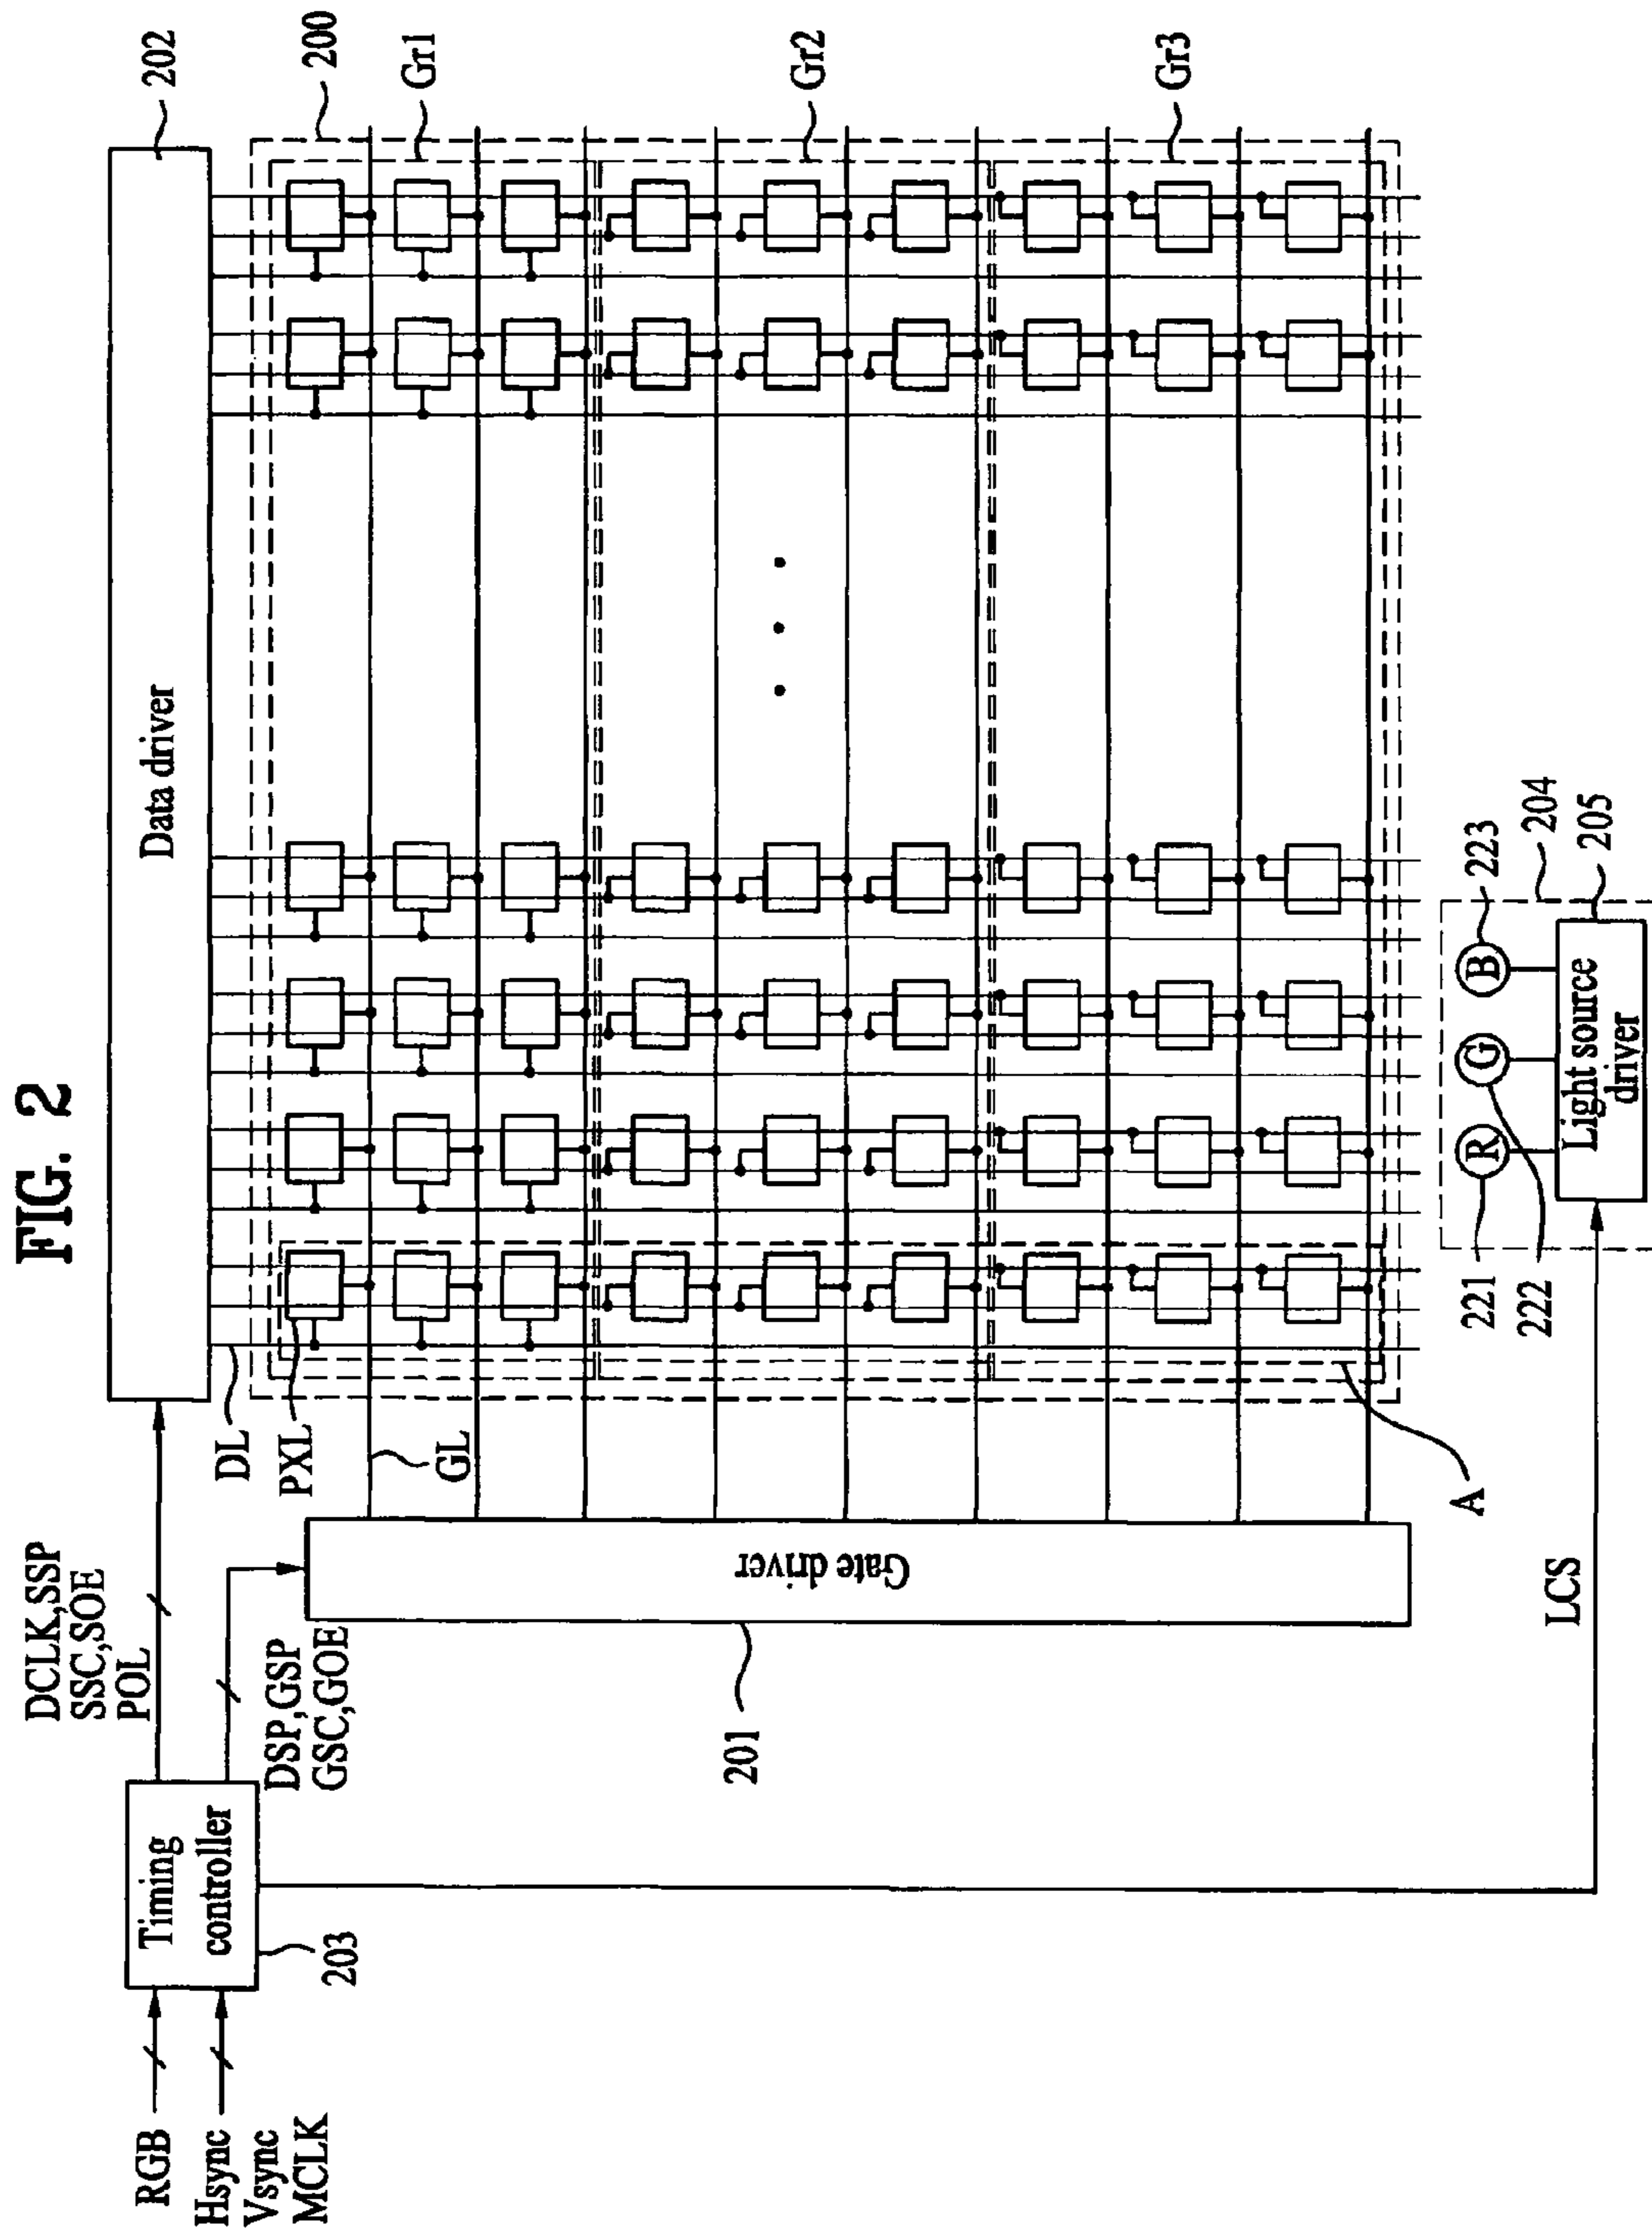 FIG. 2
DCLK,SSP
SSC,SOE
POL
Data driver
202
200
Gr1
Gr2
Gr3
DL
PXL
GL
RGB
Hsync
Vsync
MCLK
Timing
controller
203
DSP,GSP
GSC,GOE
Gate driver
201
A
LCS
R
G
B
221
222
223
204
205
Light source
driver